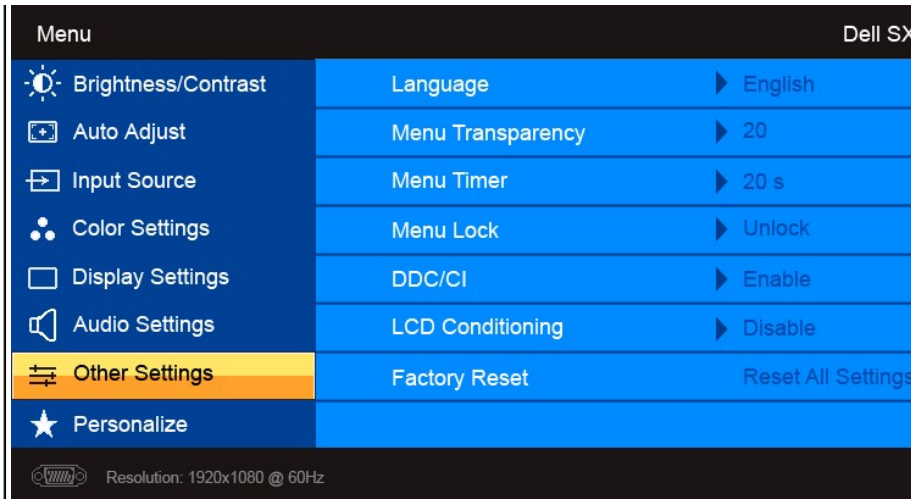 Menu Dell SX
Brightness/Contrast Language English
Auto Adjust Menu Transparency 20
Input Source Menu Timer 20 s
Color Settings Menu Lock Unlock
Display Settings DDC/CI Enable
Audio Settings LCD Conditioning Disable
Other Settings Factory Reset Reset All Settings
Personalize
Resolution: 1920x1080 @ 60Hz